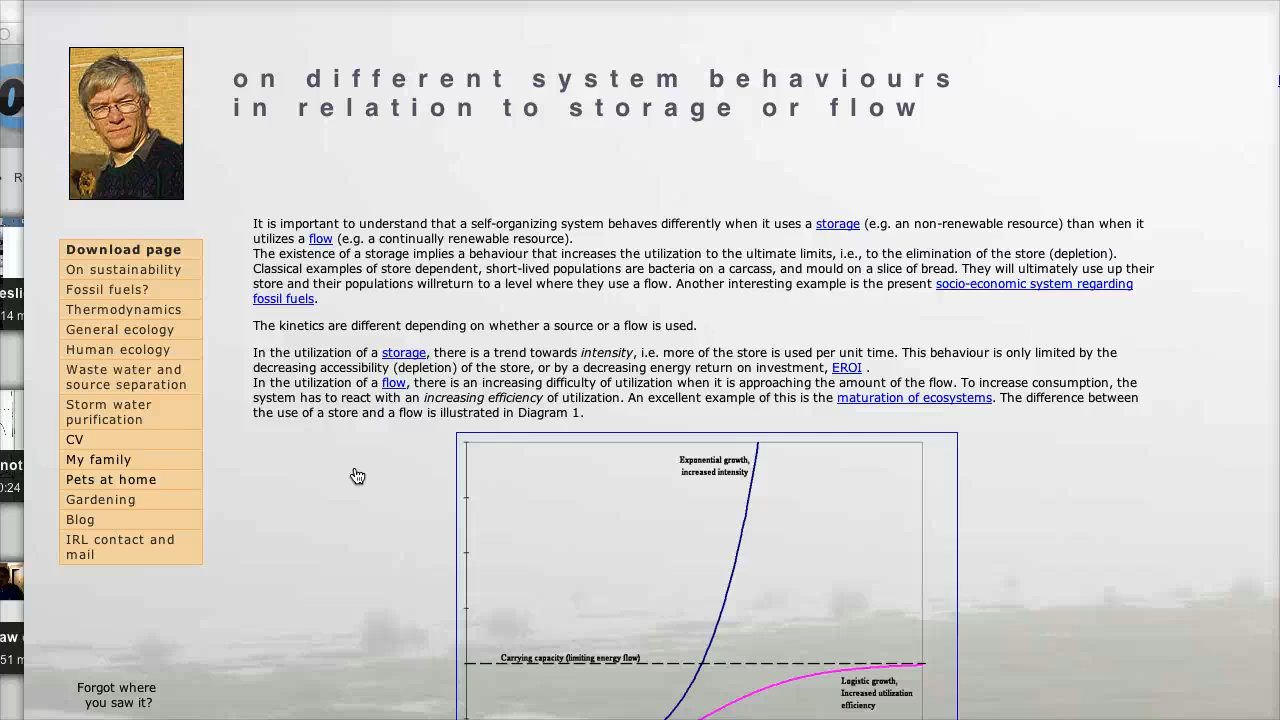 on different system behaviours
in relation to storage or flow
It is important to understand that a self-organizing system behaves differently when it uses a storage (e.g. an non-renewable resource) than when it
utilizes a flow (e.g. a continually renewable resource).
The existence of a storage implies a behaviour that increases the utilization to the ultimate limits, i.e., to the elimination of the store (depletion).
Classical examples of store dependent, short-lived populations are bacteria on a carcass, and mould on a slice of bread. They will ultimately use up their
store and their populations willreturn to a level where they use a flow. Another interesting example is the present socio-economic system regarding
fossil fuels.
The kinetics are different depending on whether a source or a flow is used.
In the utilization of a storage, there is a trend towards intensity, i.e. more of the store is used per unit time. This behaviour is only limited by the
decreasing accessibility (depletion) of the store, or by a decreasing energy return on investment, EROI .
In the utilization of a flow, there is an increasing difficulty of utilization when it is approaching the amount of the flow. To increase consumption, the
system has to react with an increasing efficiency of utilization. An excellent example of this is the maturation of ecosystems. The difference between
the use of a store and a flow is illustrated in Diagram 1.
Exponential growth,
increased intensity
Carrying capacity (limiting energy flow)
Logistic growth,
Increased utilization
efficiency
Download page
On sustainability
Fossil fuels?
Thermodynamics
General ecology
Human ecology
Waste water and
source separation
Storm water
purification
CV
My family
Pets at home
Gardening
Blog
IRL contact and
mail
Forgot where
you saw it?
R
esli
14 m
not
0:24
aw
51 m